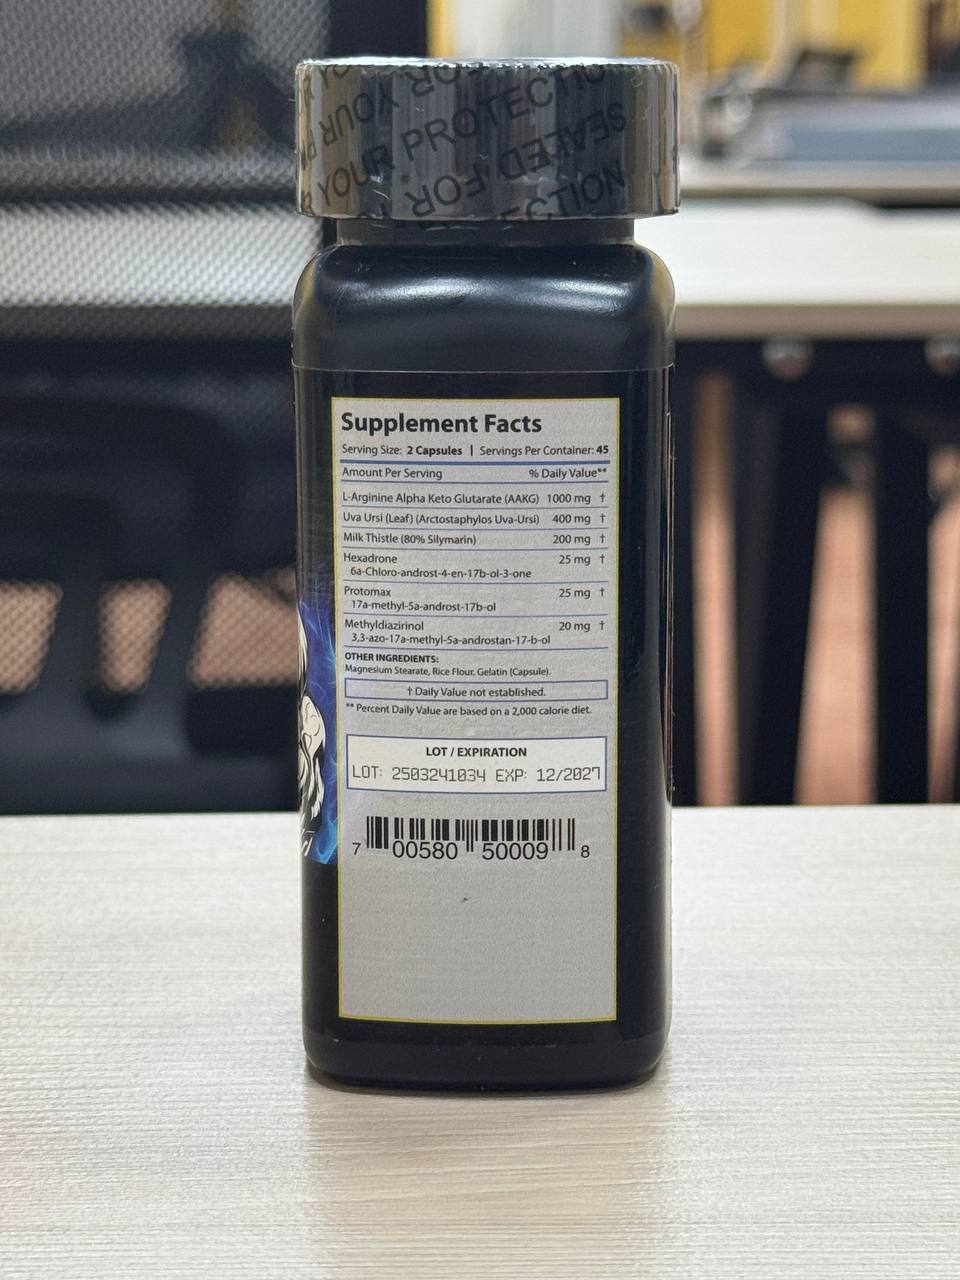 YOUR PROTECTION
SEALED FOR
Supplement Facts
Serving Size: 2 Capsules | Servings Per Container: 45
Amount Per Serving % Daily Value**
L-Arginine Alpha Keto Glutarate (AAKG) 1000 mg †
Uva Ursi (Leaf) (Arctostaphylos Uva-Ursi) 400 mg †
Milk Thistle (80% Silymarin) 200 mg †
Hexadrone 25 mg †
6a-Chloro-androst-4-en-17b-ol-3-one
Protomax 25 mg †
17a-methyl-5a-androst-17b-ol
Methyldiazirinol 20 mg †
3,3-azo-17a-methyl-5a-androstan-17-b-ol
OTHER INGREDIENTS:
Magnesium Stearate, Rice Flour, Gelatin (Capsule).
† Daily Value not established.
** Percent Daily Value are based on a 2,000 calorie diet.
LOT / EXPIRATION
LOT: 2503241034 EXP: 12/2027
7 00580 50009 8